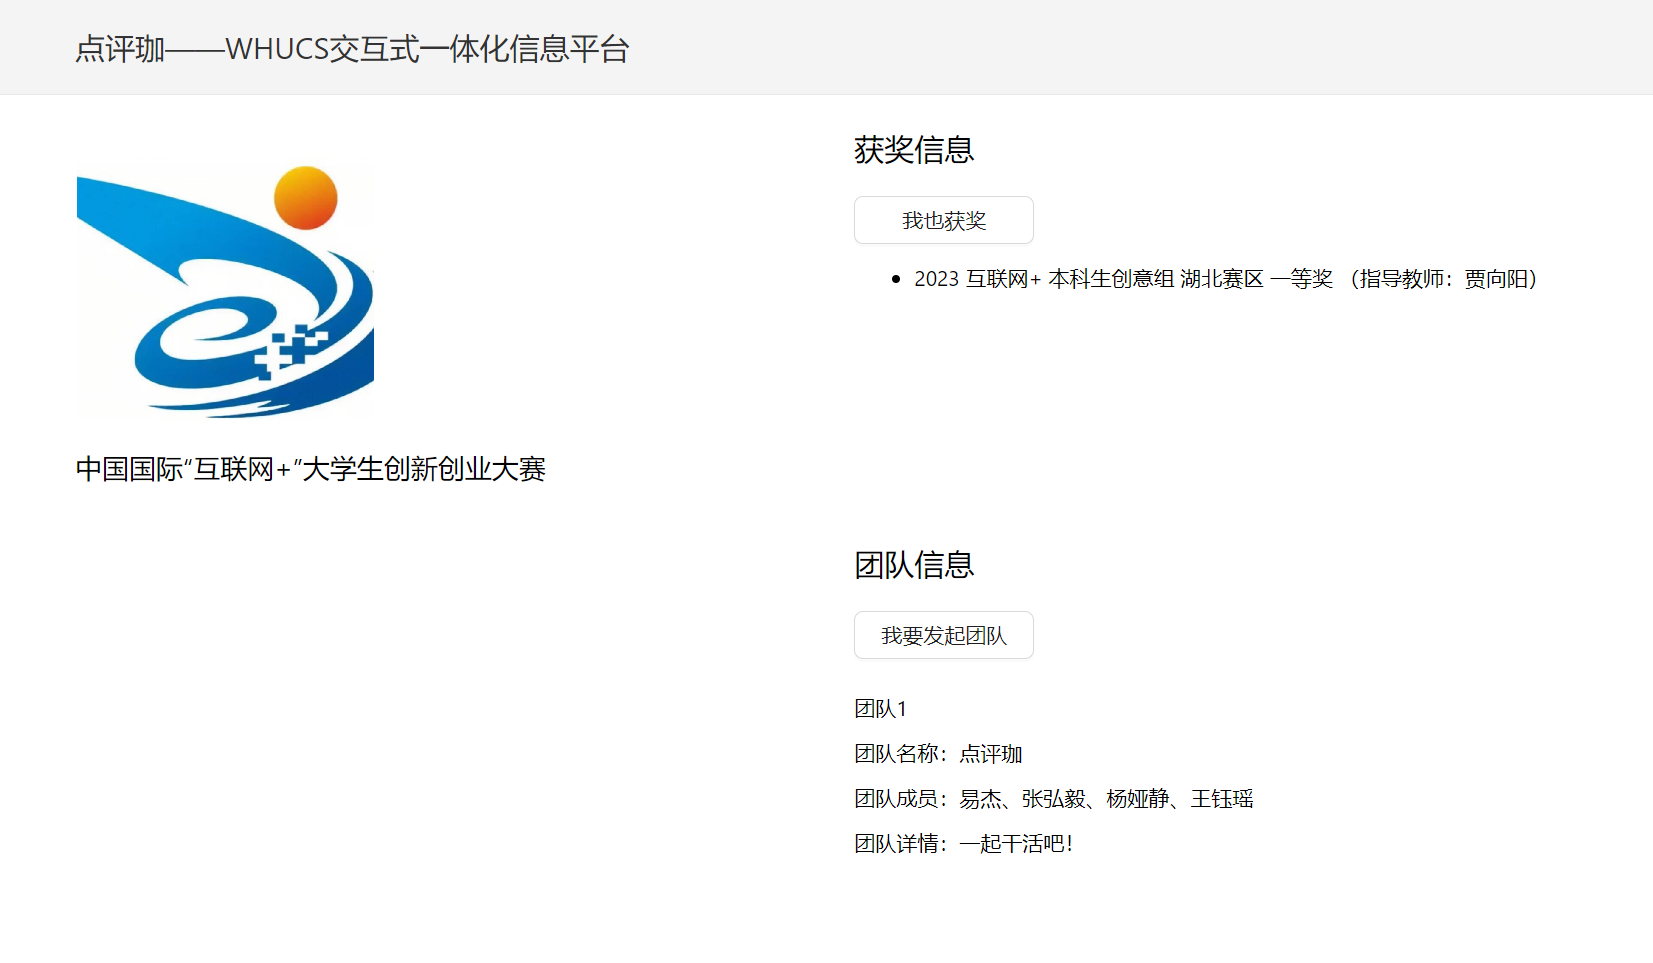 点评珈——WHUCS交互式一体化信息平台
中国国际“互联网+”大学生创新创业大赛
获奖信息
我也获奖
2023 互联网+ 本科生创意组 湖北赛区 一等奖 （指导教师：贾向阳）
团队信息
我要发起团队
团队1
团队名称：点评珈
团队成员：易杰、张弘毅、杨娅静、王钰瑶
团队详情：一起干活吧！